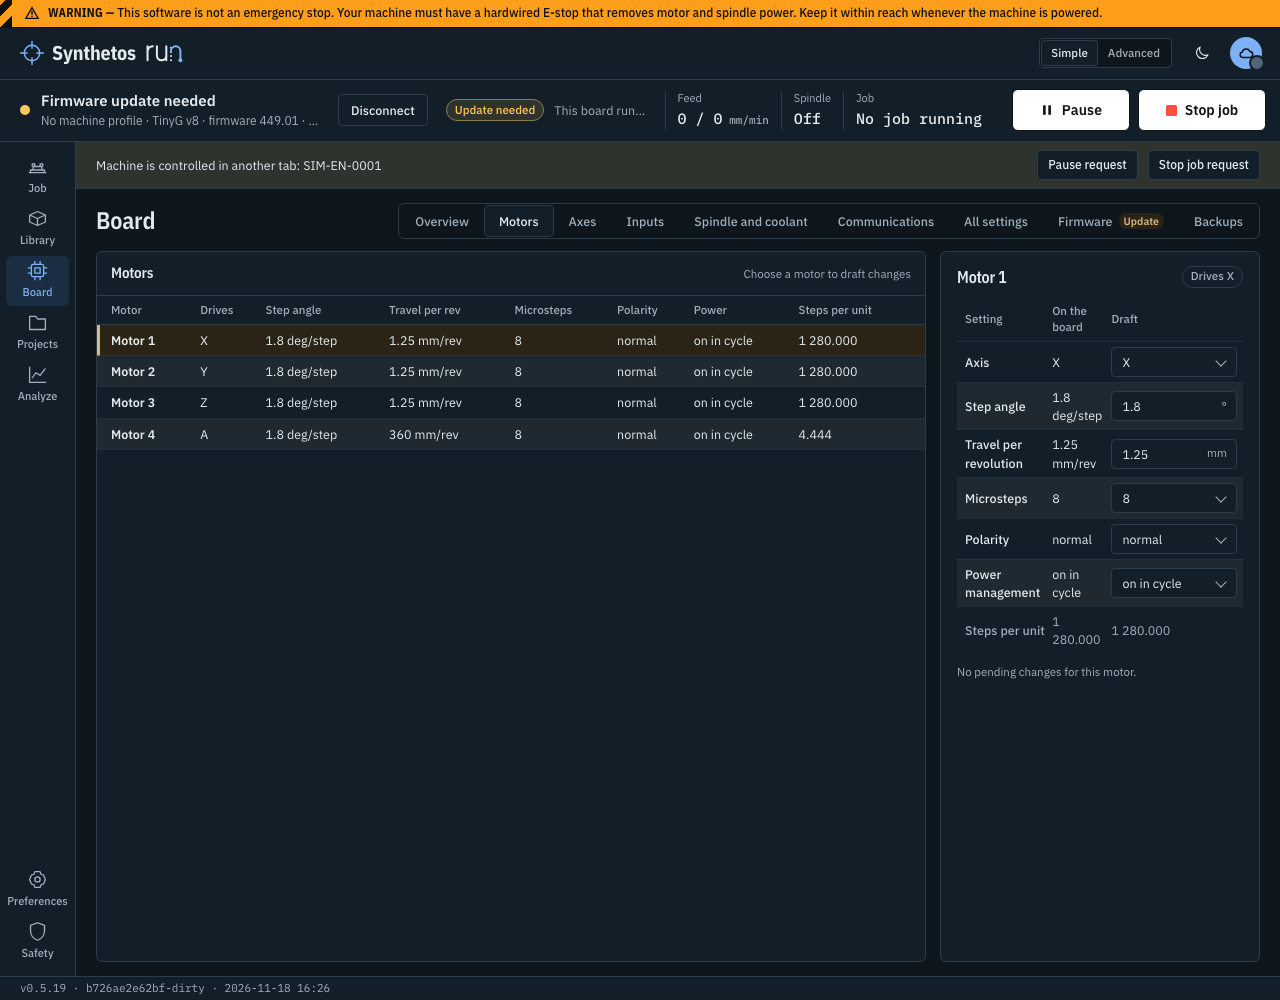 WARNING — This software is not an emergency stop. Your machine must have a hardwired E-stop that removes motor and spindle power. Keep it within reach whenever the machine is powered.
Synthetos run
Simple Advanced
Firmware update needed
No machine profile · TinyG v8 · firmware 449.01 · ...
Disconnect
Update needed This board run...
Feed
0 / 0 mm/min
Spindle
Off
Job
No job running
Pause
Stop job
Machine is controlled in another tab: SIM-EN-0001
Pause request Stop job request
Job
Library
Board
Projects
Analyze
Preferences
Safety
Board
Overview Motors Axes Inputs Spindle and coolant Communications All settings Firmware Update Backups
Motors Choose a motor to draft changes
Motor Drives Step angle Travel per rev Microsteps Polarity Power Steps per unit
Motor 1 X 1.8 deg/step 1.25 mm/rev 8 normal on in cycle 1 280.000
Motor 2 Y 1.8 deg/step 1.25 mm/rev 8 normal on in cycle 1 280.000
Motor 3 Z 1.8 deg/step 1.25 mm/rev 8 normal on in cycle 1 280.000
Motor 4 A 1.8 deg/step 360 mm/rev 8 normal on in cycle 4.444
Motor 1 Drives X
Setting On the board Draft
Axis X X
Step angle 1.8 deg/step 1.8 °
Travel per revolution 1.25 mm/rev 1.25 mm
Microsteps 8 8
Polarity normal normal
Power management on in cycle on in cycle
Steps per unit 1 280.000 1 280.000
No pending changes for this motor.
v0.5.19 · b726ae2e62bf-dirty · 2026-11-18 16:26